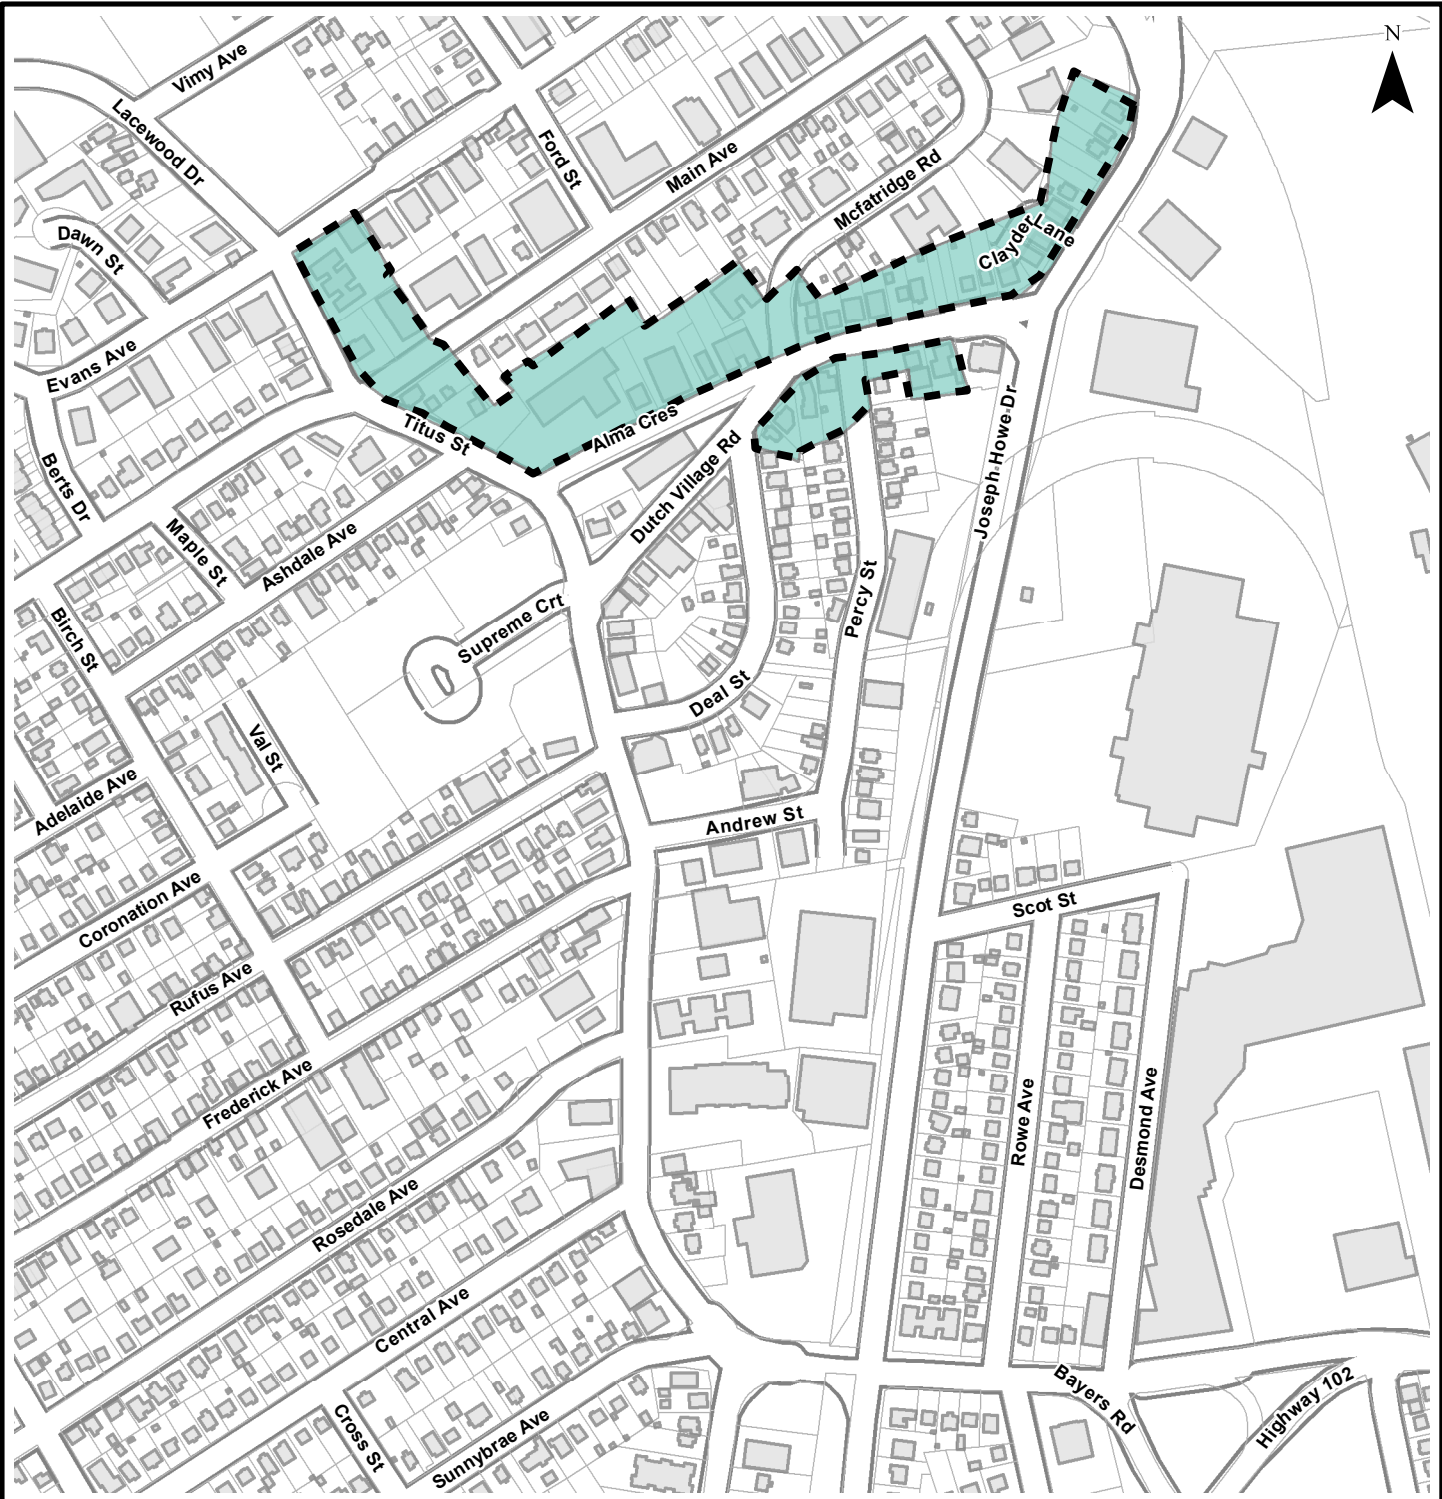 N
Vimy Ave
Lacewood Dr
Ford St
Main Ave
Mcfatridge Rd
Dawn St
Clayder Lane
Evans Ave
Titus St
Alma Cres
Dutch Village Rd
Joseph Howe Dr
Berts Dr
Maple St
Ashdale Ave
Percy St
Birch St
Supreme Crt
Deal St
Val St
Adelaide Ave
Andrew St
Coronation Ave
Scot St
Rufus Ave
Frederick Ave
Rowe Ave
Desmond Ave
Rosedale Ave
Central Ave
Cross St
Sunnybrae Ave
Bayers Rd
Highway 102